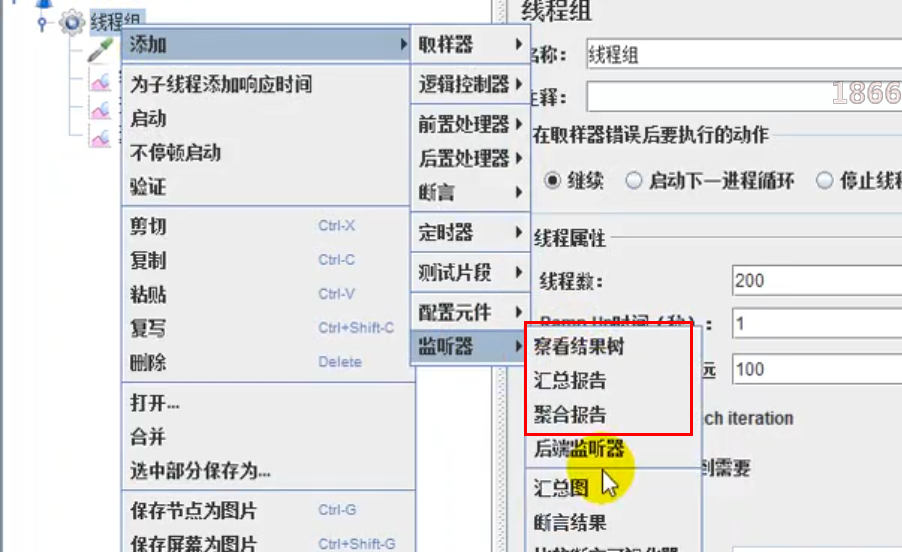 线程组
线程组
添加
取样器
名称：
线程组
为子线程添加响应时间
逻辑控制器
注释：
1866
启动
前置处理器
在取样器错误后要执行的动作
不停顿启动
后置处理器
继续
启动下一进程循环
停止线程
验证
断言
剪切 Ctrl-X
定时器
线程属性
复制 Ctrl-C
测试片段
线程数：
200
粘贴 Ctrl-V
配置元件
Ramp-Up时间（秒）：
1
复写 Ctrl+Shift-C
监听器
察看结果树
删除 Delete
汇总报告
远
100
打开...
聚合报告
ch iteration
合并
后端监听器
到需要
选中部分保存为...
汇总图
保存节点为图片 Ctrl-G
断言结果
保存屏幕为图片 Ctrl+Shift-G